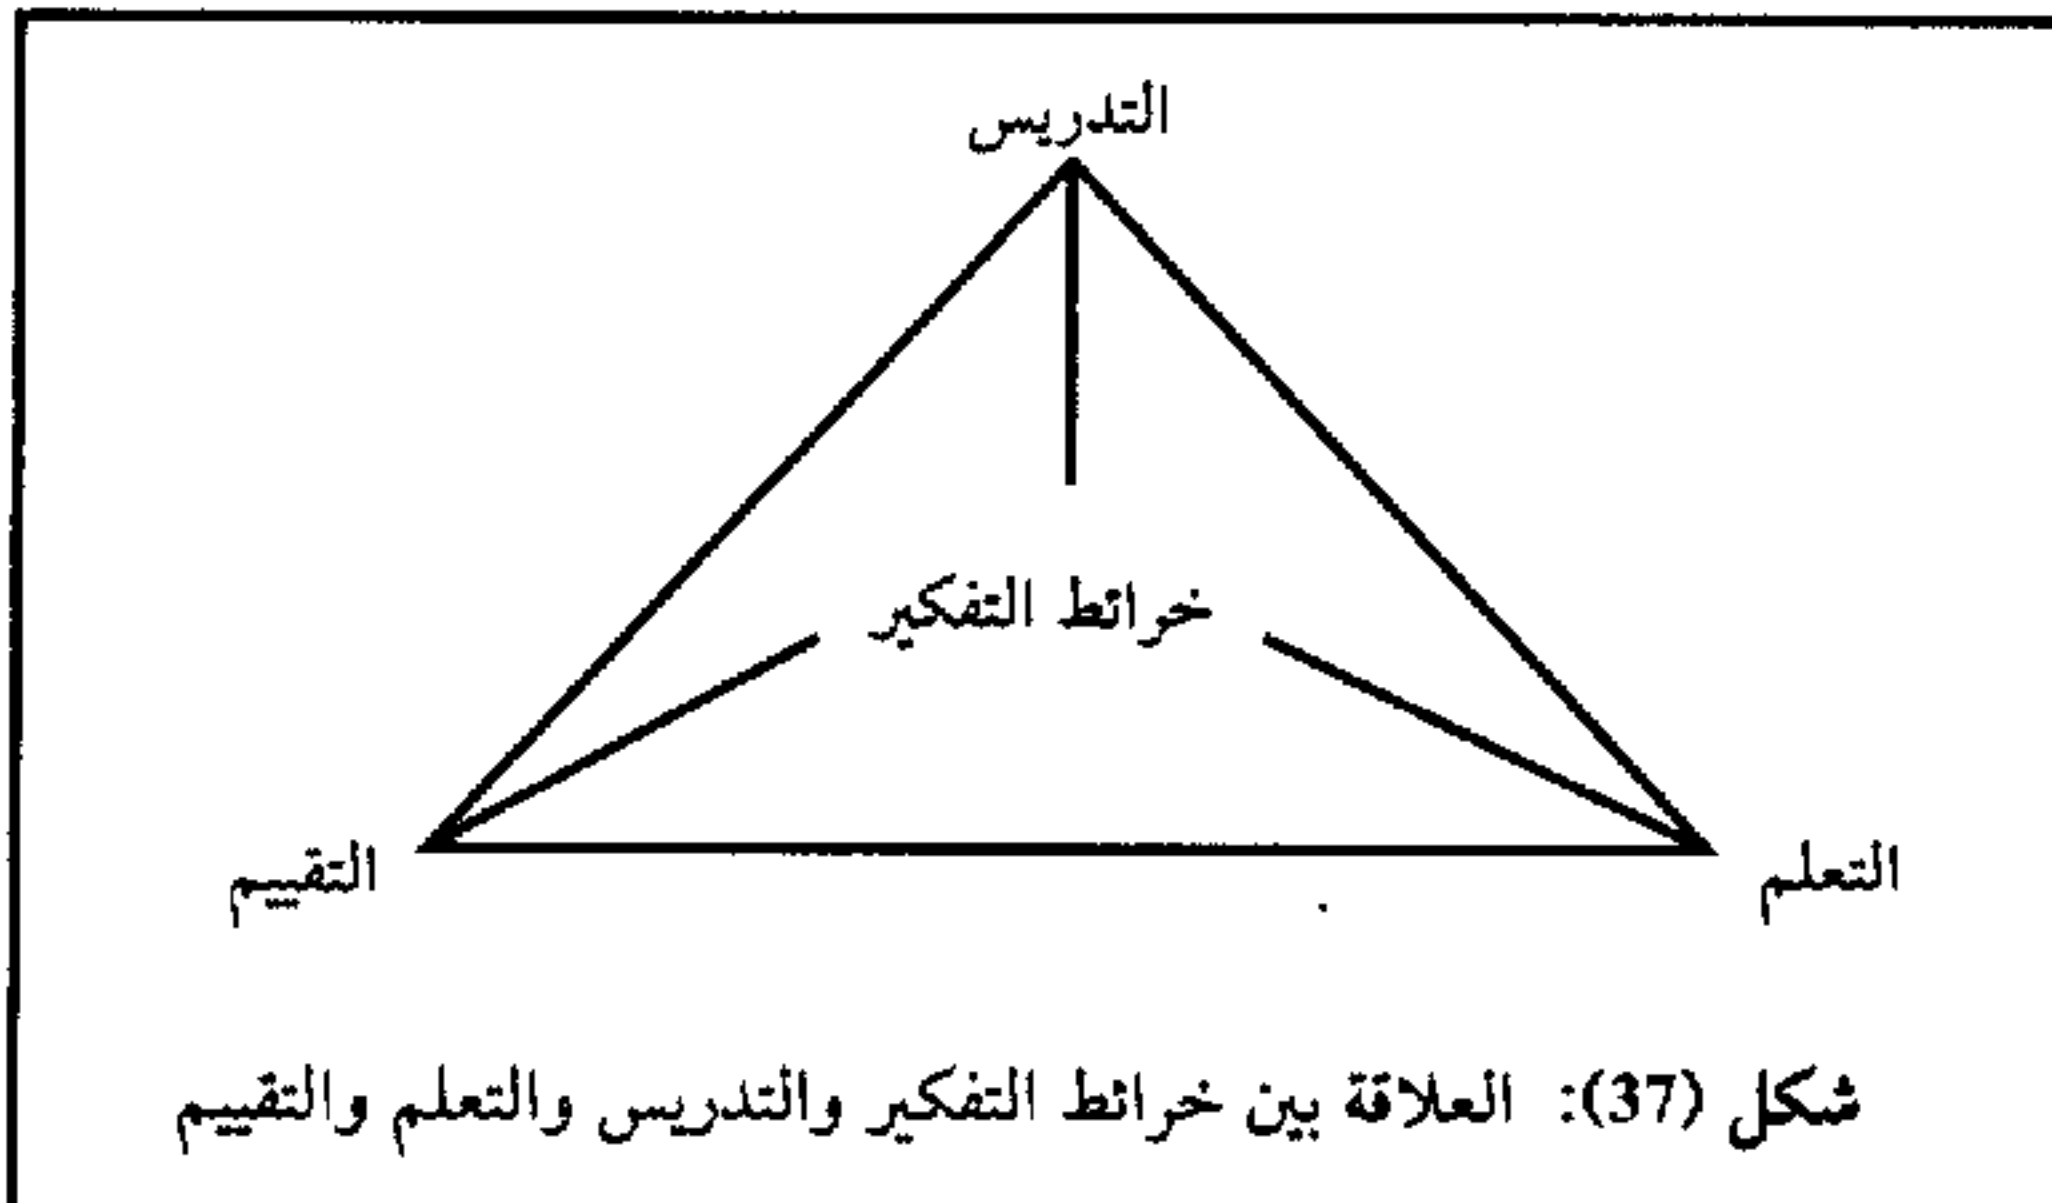 التدريس
خرائط التفكير
التعلم
التقييم
شكل (37): العلاقة بين خرائط التفكير والتدريس والتعلم والتقييم